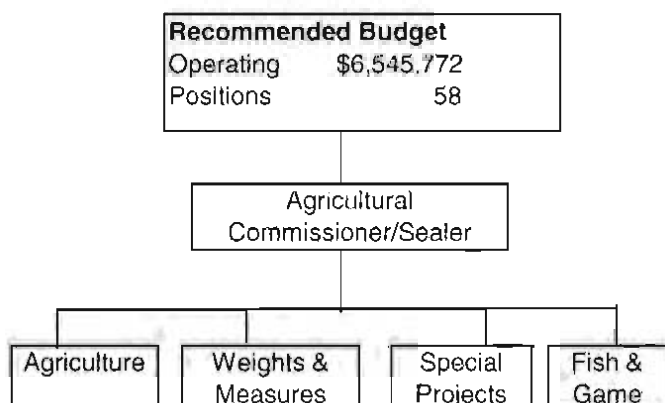 Recommended Budget
Operating $6,545,772
Positions 58
Agricultural
Commissioner/Sealer
Agriculture
Weights &
Measures
Special
Projects
Fish &
Game